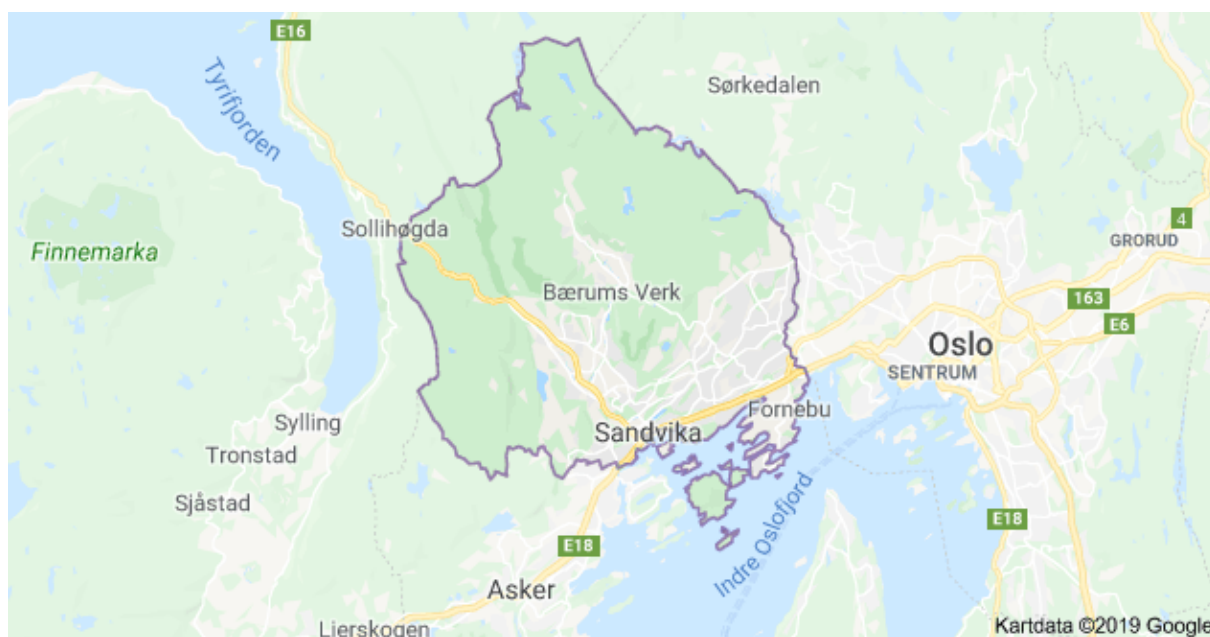 E16
Tyrifjorden
Sørkedalen
Sollihøgda
4
Finnemarka
GRORUD
Bærums Verk
163
E6
Oslo
SENTRUM
Fornebu
Sylling
Sandvika
Tronstad
Sjåstad
E18
Indre Oslofjord
E18
Asker
Lierskogen
Kartdata ©2019 Google